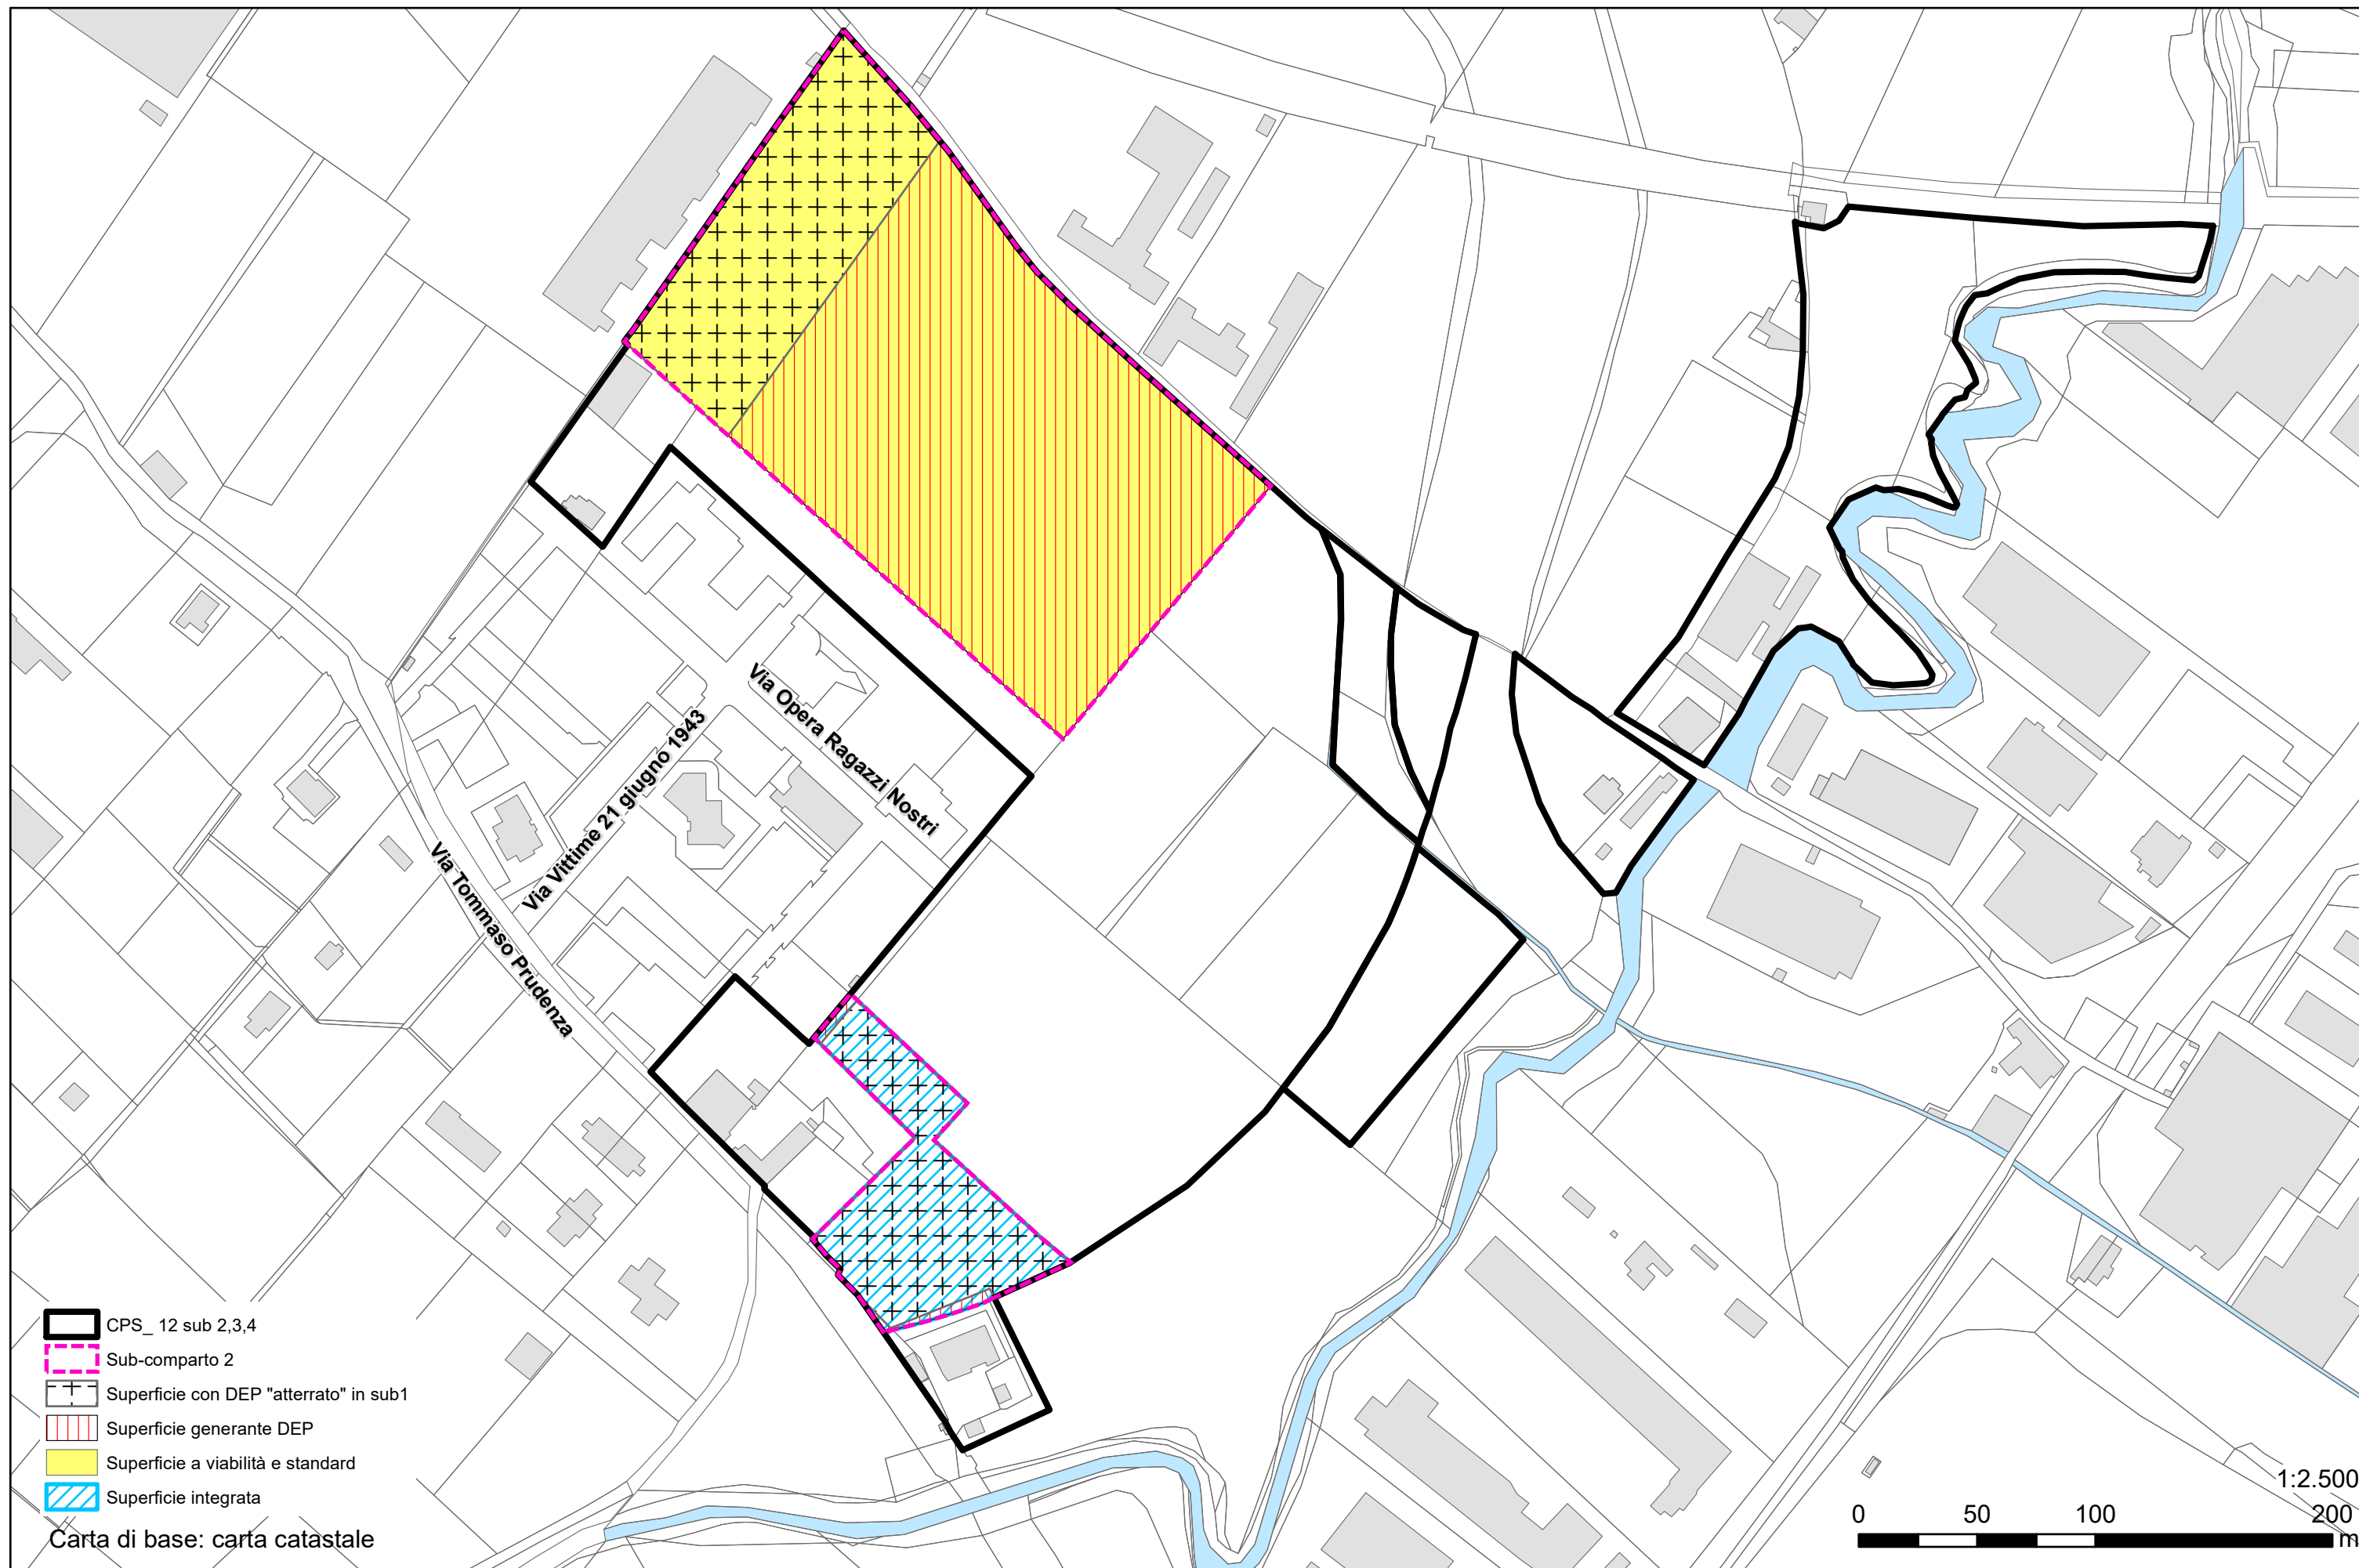 Via Opera Ragazzi Nostri
Via Vittime 21 giugno 1943
Via Tommaso Prudenza
CPS_ 12 sub 2,3,4
Sub-comparto 2
Superficie con DEP "atterrato" in sub1
Superficie generante DEP
Superficie a viabilità e standard
Superficie integrata
Carta di base: carta catastale
1:2.500
0 50 100 200
m